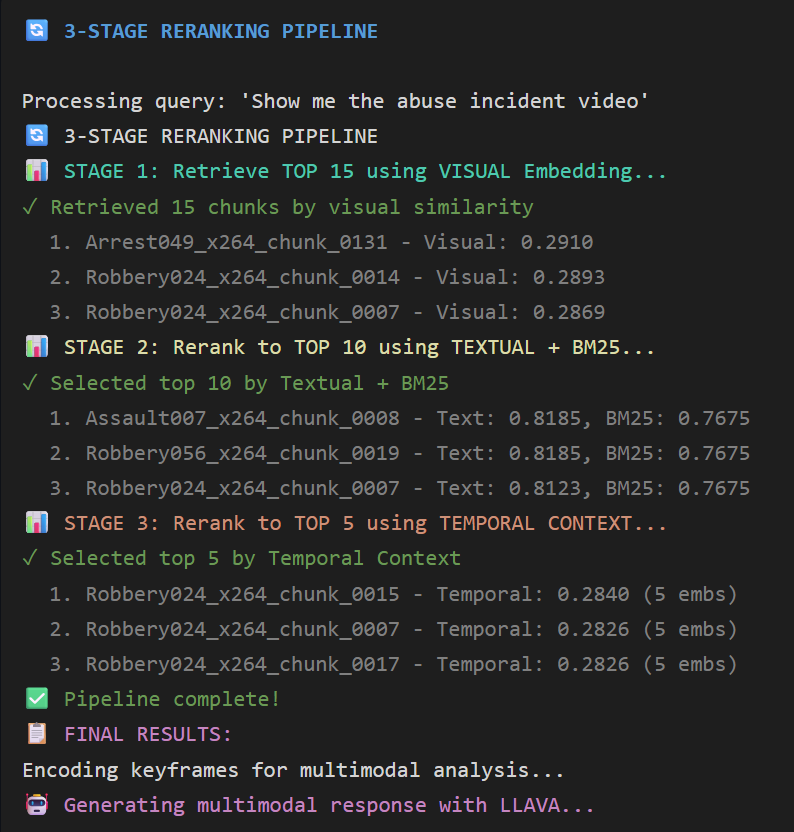 🔄 3-STAGE RERANKING PIPELINE
Processing query: 'Show me the abuse incident video'
🔄 3-STAGE RERANKING PIPELINE
📊 STAGE 1: Retrieve TOP 15 using VISUAL Embedding...
✓ Retrieved 15 chunks by visual similarity
1. Arrest049_x264_chunk_0131 - Visual: 0.2910
2. Robbery024_x264_chunk_0014 - Visual: 0.2893
3. Robbery024_x264_chunk_0007 - Visual: 0.2869
📊 STAGE 2: Rerank to TOP 10 using TEXTUAL + BM25...
✓ Selected top 10 by Textual + BM25
1. Assault007_x264_chunk_0008 - Text: 0.8185, BM25: 0.7675
2. Robbery056_x264_chunk_0019 - Text: 0.8185, BM25: 0.7675
3. Robbery024_x264_chunk_0007 - Text: 0.8123, BM25: 0.7675
📊 STAGE 3: Rerank to TOP 5 using TEMPORAL CONTEXT...
✓ Selected top 5 by Temporal Context
1. Robbery024_x264_chunk_0015 - Temporal: 0.2840 (5 embs)
2. Robbery024_x264_chunk_0007 - Temporal: 0.2826 (5 embs)
3. Robbery024_x264_chunk_0017 - Temporal: 0.2826 (5 embs)
✅ Pipeline complete!
📋 FINAL RESULTS:
Encoding keyframes for multimodal analysis...
🤖 Generating multimodal response with LLAVA...